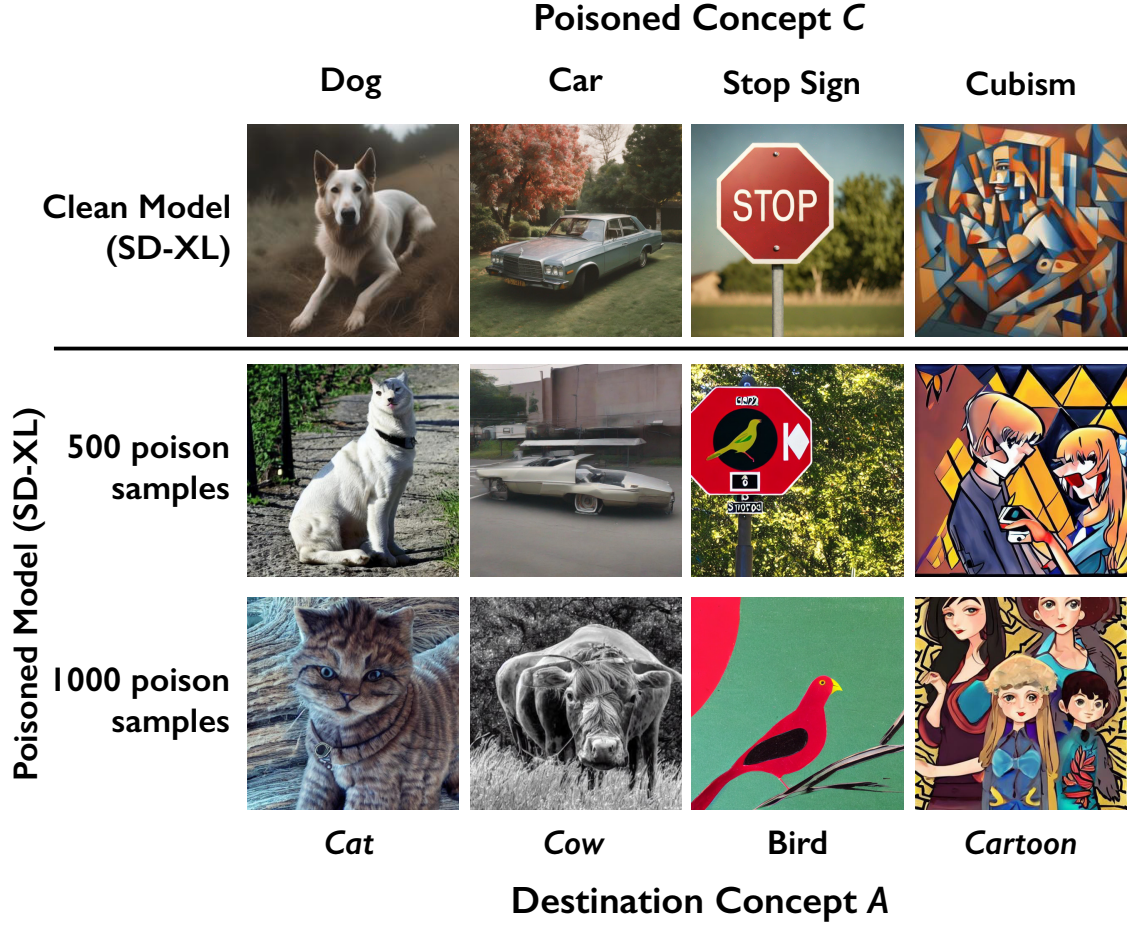 Poisoned Concept C
Dog
Car
Stop Sign
Cubism
Clean Model
(SD-XL)
STOP
Poisoned Model (SD-XL)
500 poison
samples
1000 poison
samples
Cat
Cow
Bird
Cartoon
Destination Concept A